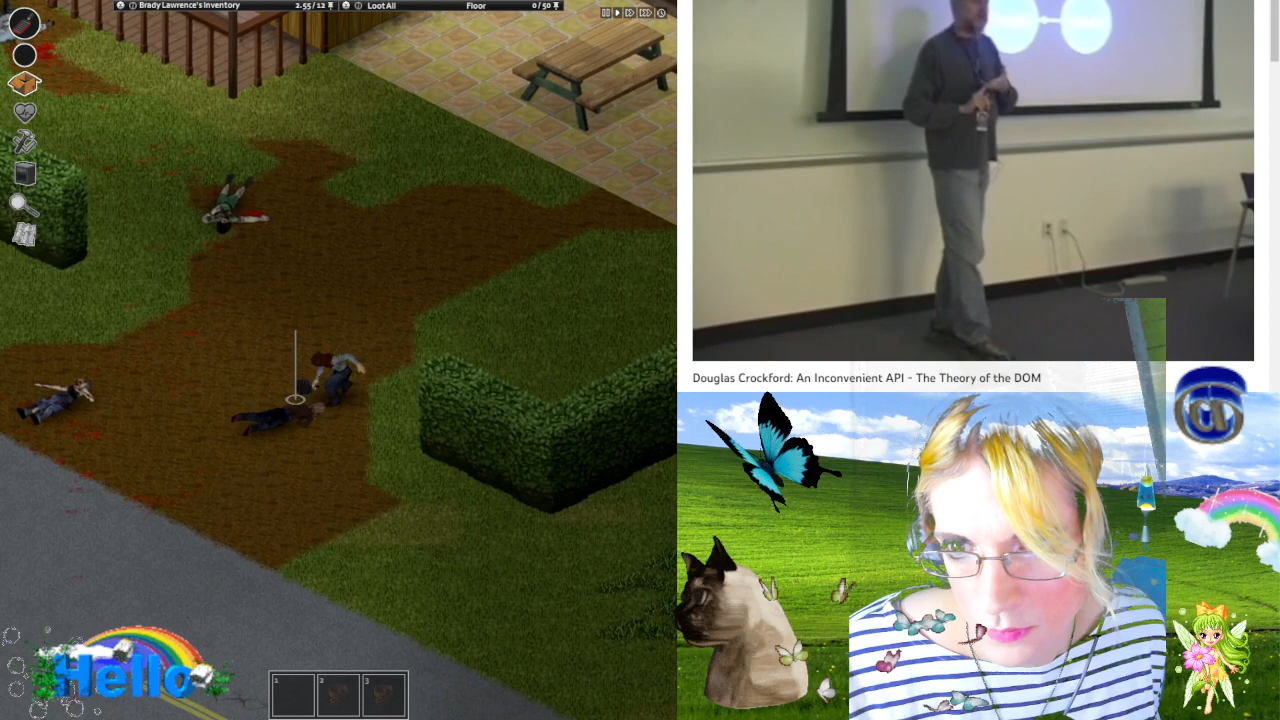 Brady Lawrence's Inventory 2.55 / 12 Loot All Floor 0 / 50
Douglas Crockford: An Inconvenient API - The Theory of the DOM
@
Hello
1 2 3